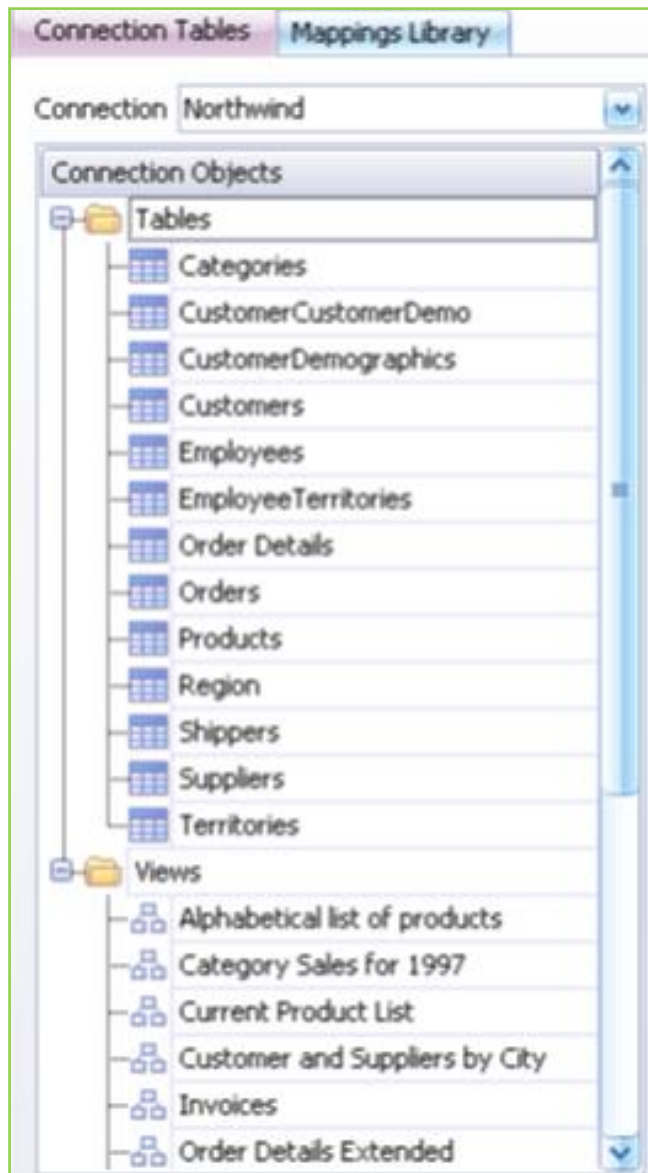 Connection Tables Mappings Library
Connection Northwind
Connection Objects
Tables
Categories
CustomerCustomerDemo
CustomerDemographics
Customers
Employees
EmployeeTerritories
Order Details
Orders
Products
Region
Shippers
Suppliers
Territories
Views
Alphabetical list of products
Category Sales for 1997
Current Product List
Customer and Suppliers by City
Invoices
Order Details Extended